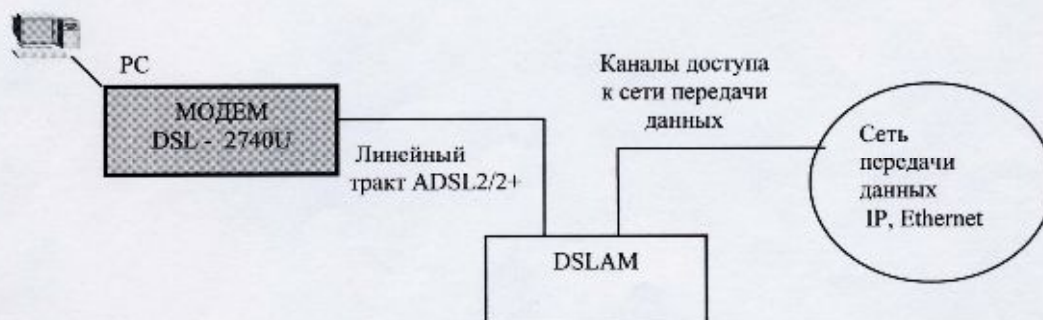 PC
МОДЕМ
DSL - 2740U
Линейный
тракт ADSL2/2+
Каналы доступа
к сети передачи
данных
DSLAM
Сеть
передачи
данных
IP, Ethernet